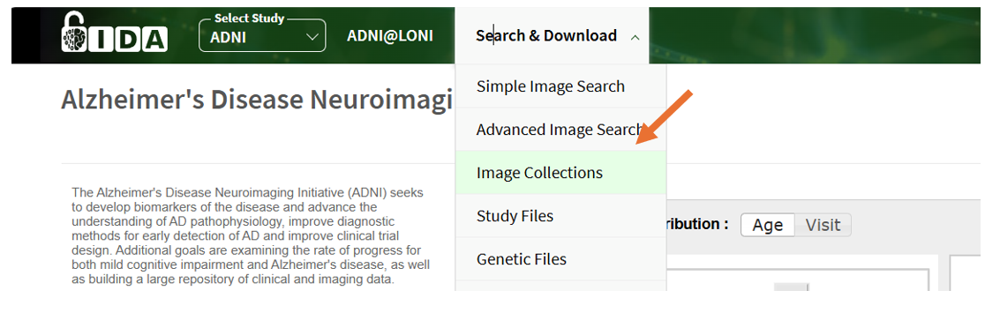 IDA
Select Study
ADNI
ADNI@LONI
Search & Download
Simple Image Search
Advanced Image Search
Image Collections
Study Files
Genetic Files
Alzheimer's Disease Neuroimagi
The Alzheimer's Disease Neuroimaging Initiative (ADNI) seeks
to develop biomarkers of the disease and advance the
understanding of AD pathophysiology, improve diagnostic
methods for early detection of AD and improve clinical trial
design. Additional goals are examining the rate of progress for
both mild cognitive impairment and Alzheimer's disease, as well
as building a large repository of clinical and imaging data.
ribution :
Age
Visit